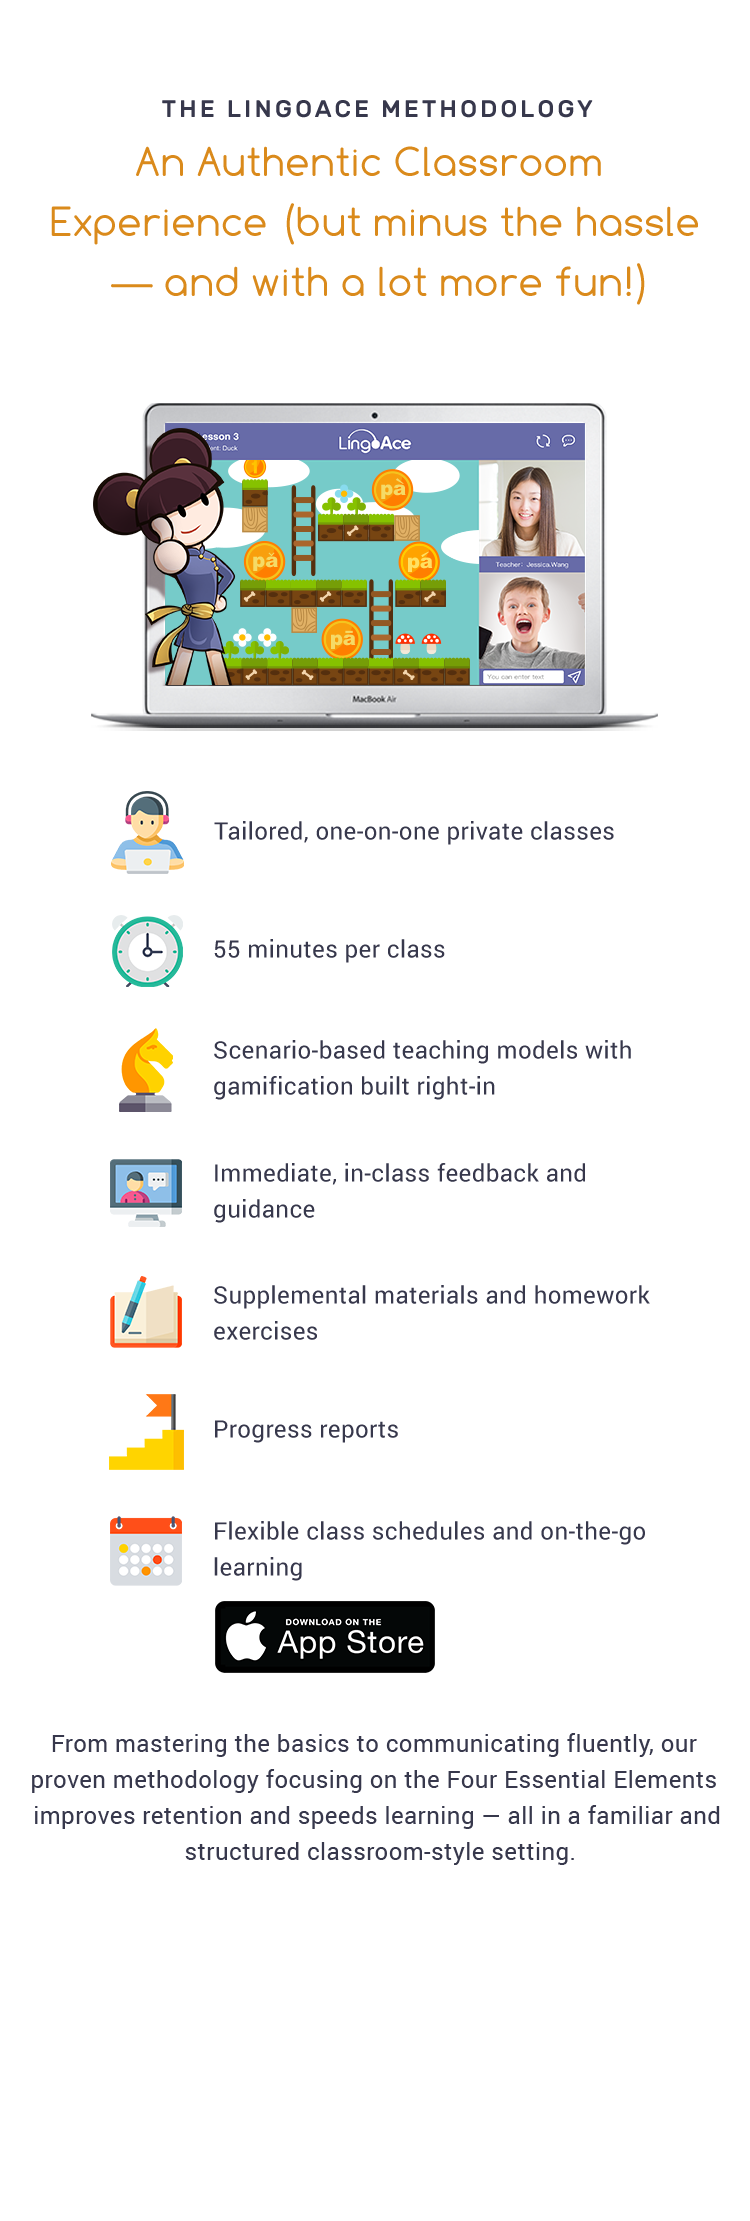 THE LINGOACE METHODOLOGY
An Authentic Classroom
Experience (but minus the hassle
— and with a lot more fun!)
esson 3
ent: Duck
LingoAce
pà
pǎ
pá
pā
Teacher: Jessica.Wang
You can enter text
MacBook Air
Tailored, one-on-one private classes
55 minutes per class
Scenario-based teaching models with
gamification built right-in
Immediate, in-class feedback and
guidance
Supplemental materials and homework
exercises
Progress reports
Flexible class schedules and on-the-go
learning
DOWNLOAD ON THE
App Store
From mastering the basics to communicating fluently, our
proven methodology focusing on the Four Essential Elements
improves retention and speeds learning — all in a familiar and
structured classroom-style setting.